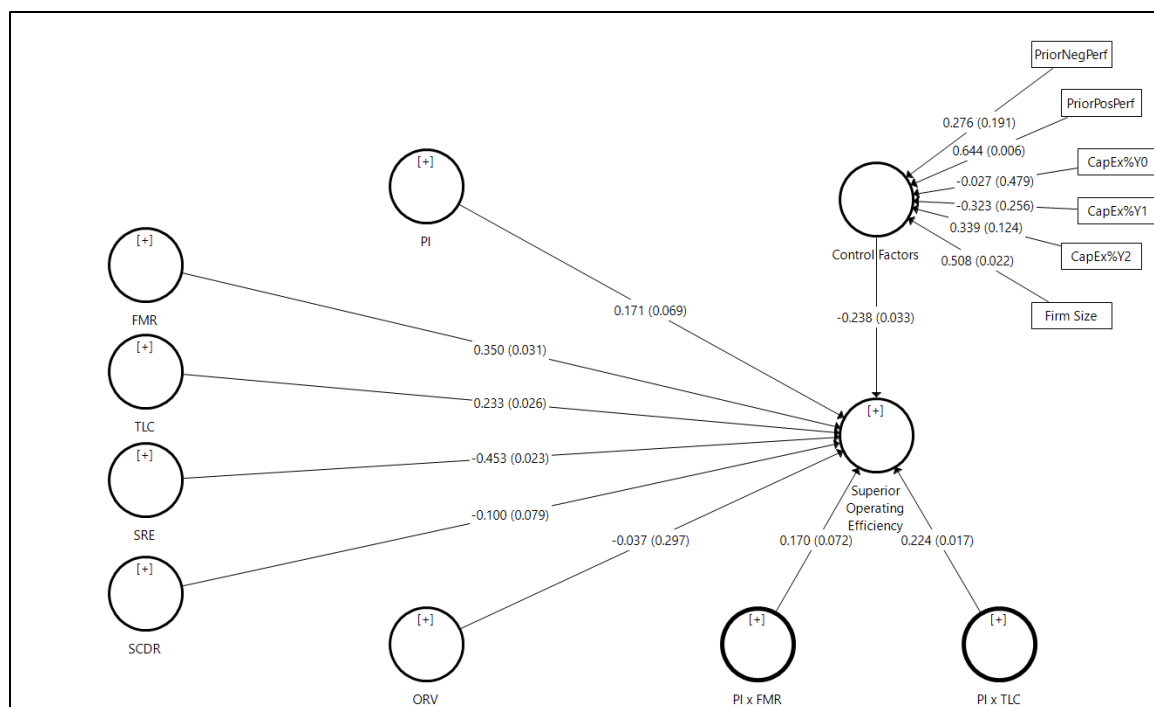 PriorNegPerf
PriorPosPerf
0.276 (0.191)
[+]
0.644 (0.006)
CapEx%Y0
-0.027 (0.479)
-0.323 (0.256)
CapEx%Y1
PI
[+]
0.339 (0.124)
Control Factors
CapEx%Y2
0.508 (0.022)
FMR
0.171 (0.069)
-0.238 (0.033)
Firm Size
[+]
0.350 (0.031)
0.233 (0.026)
TLC
[+]
[+]
-0.453 (0.023)
Superior
Operating
Efficiency
SRE
-0.100 (0.079)
-0.037 (0.297)
0.170 (0.072)
0.224 (0.017)
[+]
SCDR
[+]
[+]
[+]
ORV
PI x FMR
PI x TLC